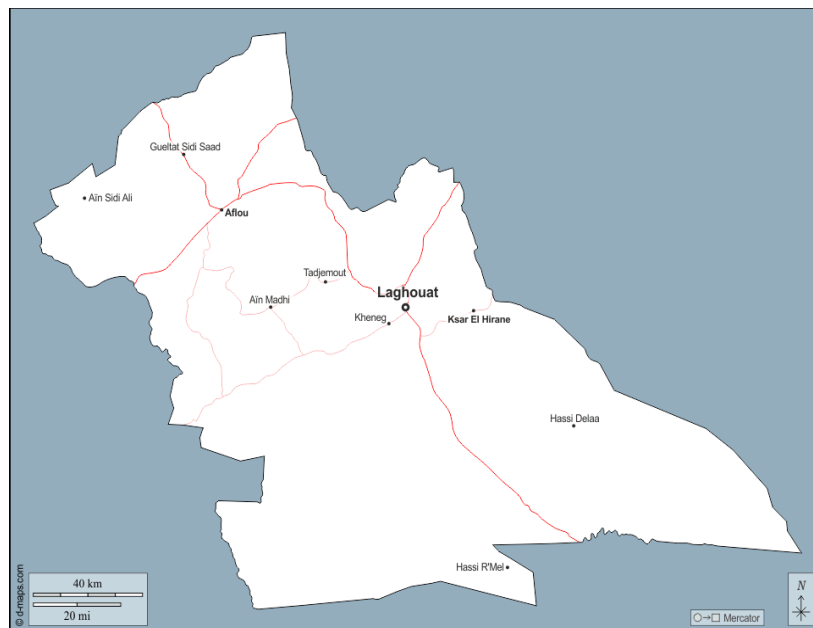 Gueltat Sidi Saad
Aïn Sidi Ali
Aflou
Tadjemout
Aïn Madhi
Laghouat
Kheneg
Ksar El Hirane
Hassi Delaa
Hassi R'Mel
40 km
20 mi
© d-maps.com
N
Mercator